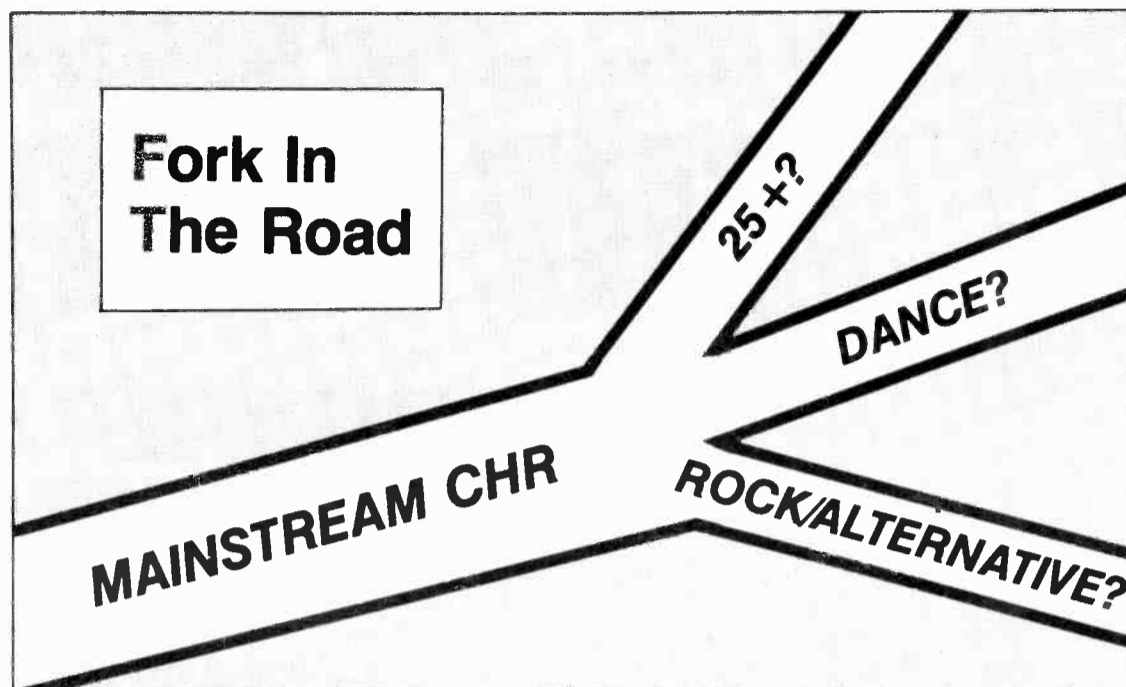 Fork In
The Road
25+?
DANCE?
MAINSTREAM CHR
ROCK/ALTERNATIVE?